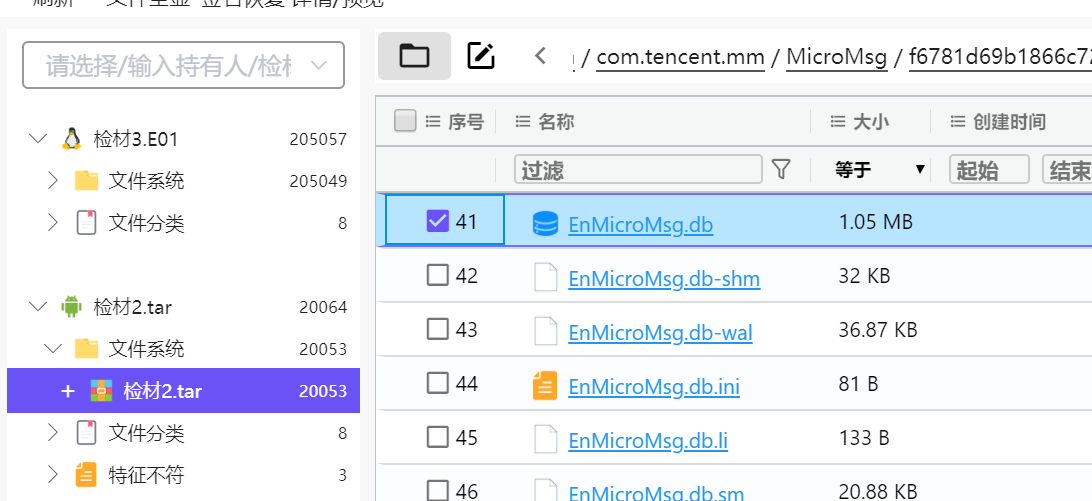 请选择/输入持有人/检材
检材3.E01 205057
文件系统 205049
文件分类 8
检材2.tar 20064
文件系统 20053
+ 检材2.tar 20053
文件分类 8
特征不符 3
/ com.tencent.mm / MicroMsg / f6781d69b1866c7
序号 名称 大小 创建时间
过滤 等于 起始 结束
41 EnMicroMsg.db 1.05 MB
42 EnMicroMsg.db-shm 32 KB
43 EnMicroMsg.db-wal 36.87 KB
44 EnMicroMsg.db.ini 81 B
45 EnMicroMsg.db.li 133 B
46 EnMicroMsg.db.sm 20.88 KB